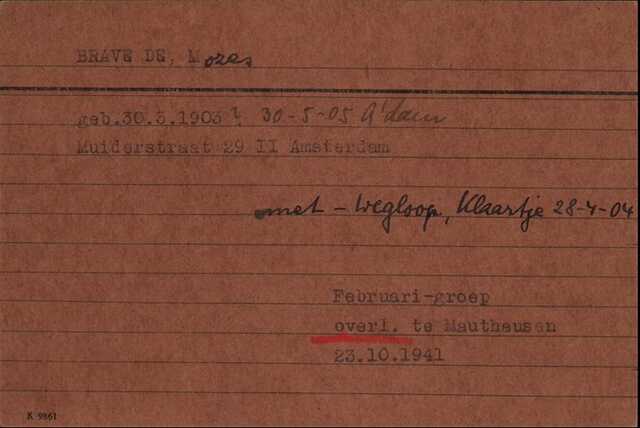 BRAVE DE, Mozes
geb.30.3.1903 ? 30-5-05 A'dam
Muiderstraat 29 II Amsterdam
met - Wegloop, Klaartje 28-4-04
Februari-groep
overl. te Mauthausen
23.10.1941
K 9861